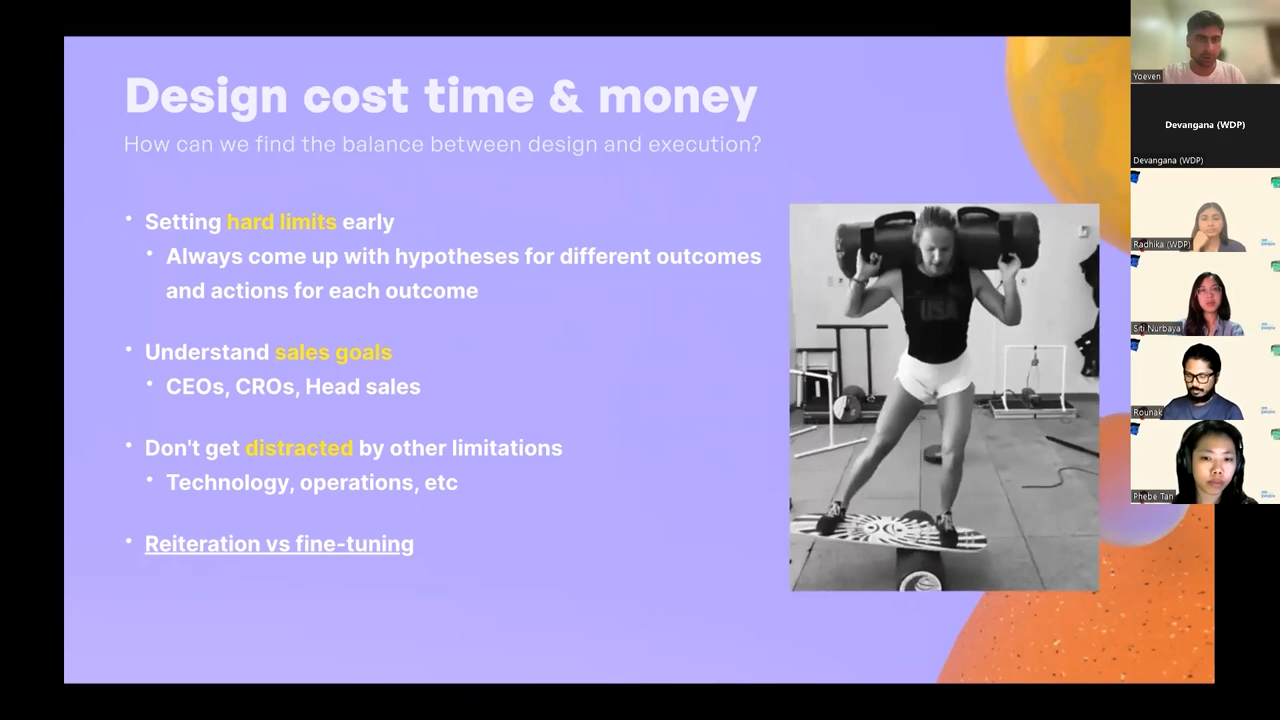 Design cost time & money
How can we find the balance between design and execution?
• Setting hard limits early
• Always come up with hypotheses for different outcomes
and actions for each outcome
• Understand sales goals
• CEOs, CROs, Head sales
• Don't get distracted by other limitations
• Technology, operations, etc
• Reiteration vs fine-tuning
USA
Yoeven
Devangana (WDP)
Devangana (WDP)
Radhika (WDP)
Siti Nurbaya
Rounak
Phebe Tan